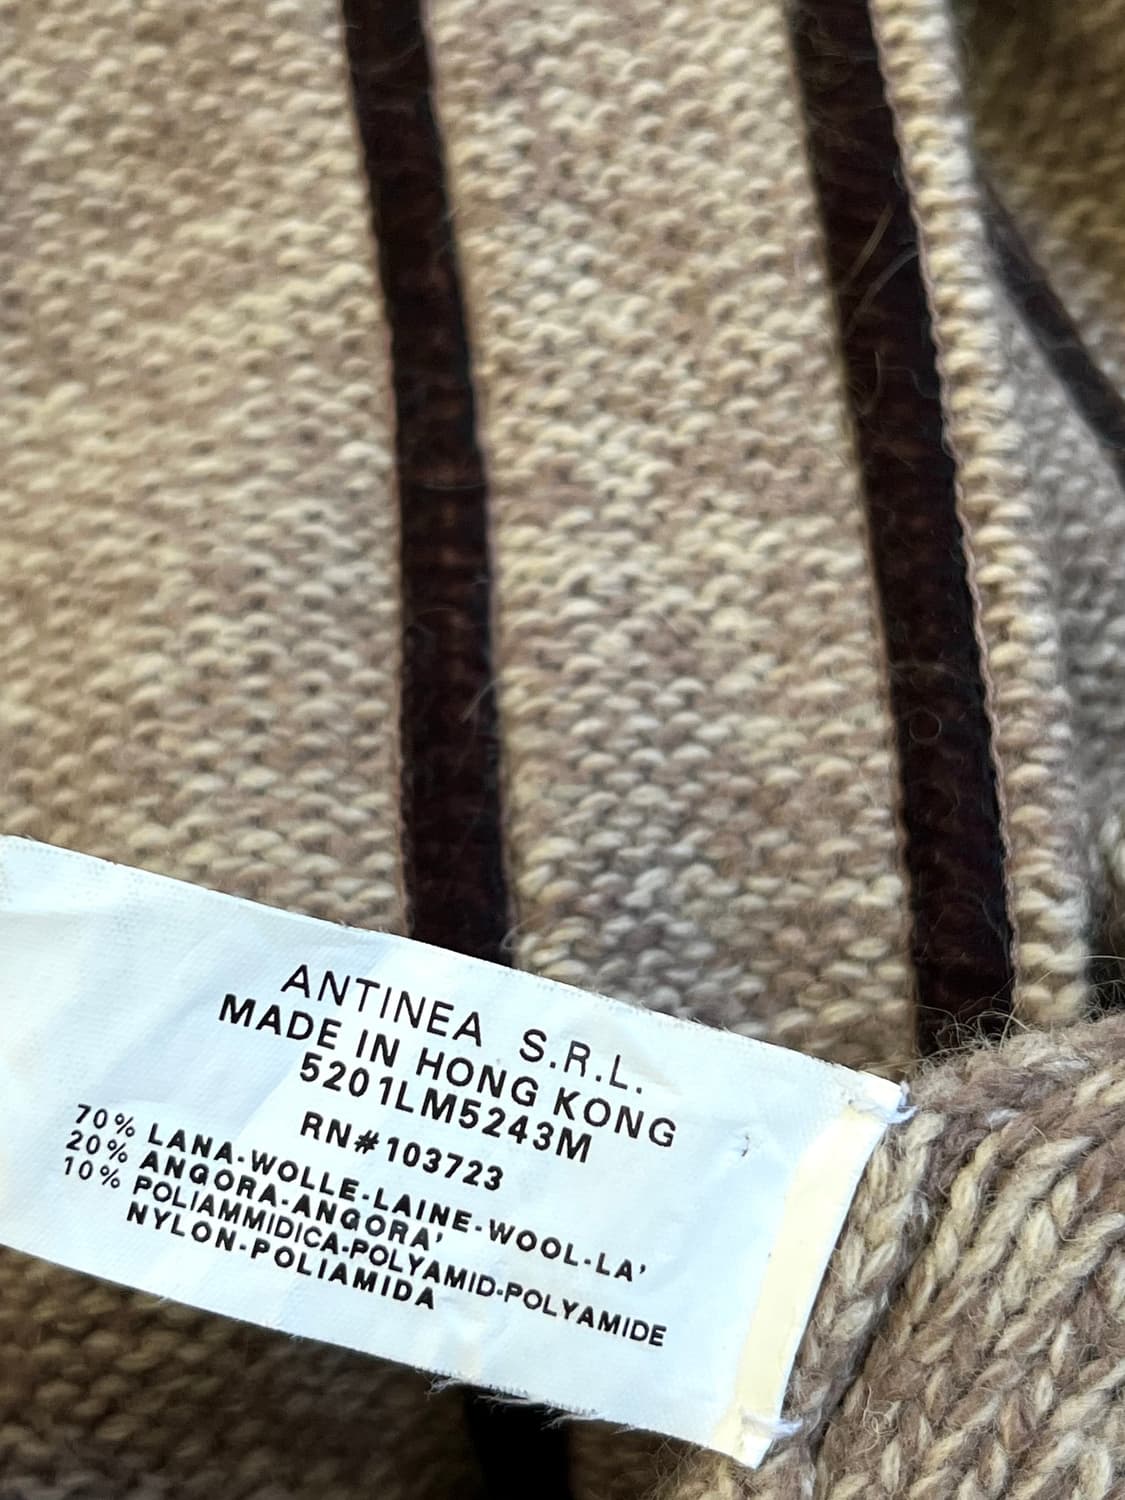 ANTINEA S.R.L.
MADE IN HONG KONG
5201LM5243M
RN#103723
70% LANA-WOLLE-LAINE-WOOL-LA'
20% ANGORA-ANGORA'
10% POLIAMMIDICA-POLYAMID-POLYAMIDE
NYLON-POLIAMIDA